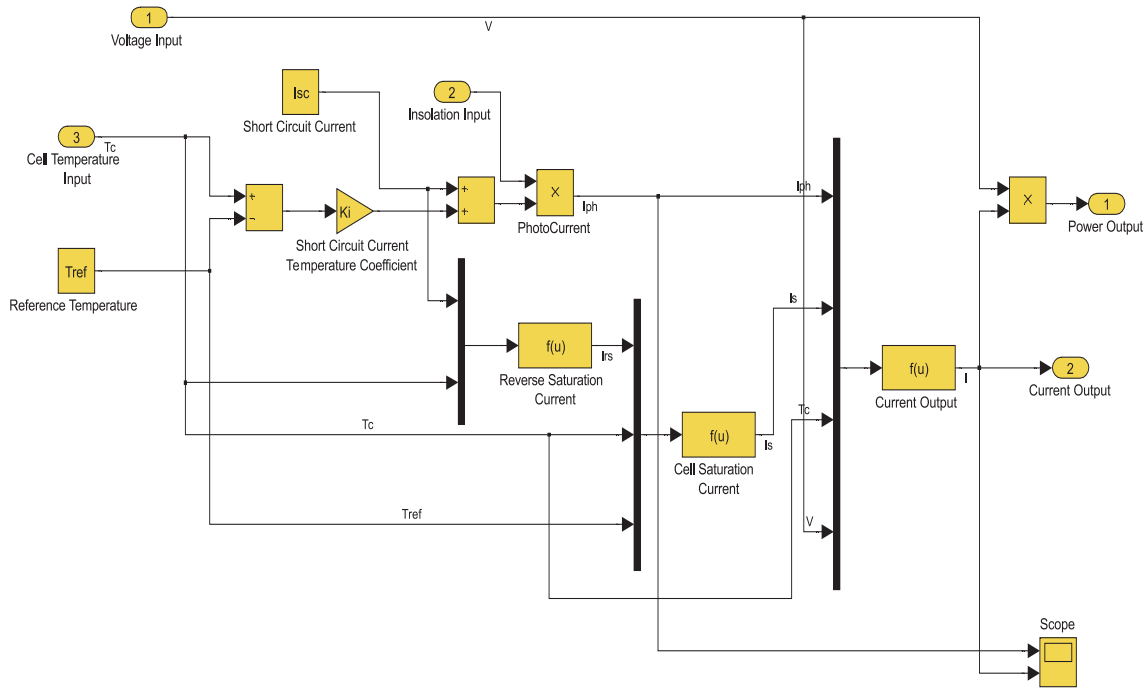 1
Voltage Input
V
Isc
Short Circuit Current
2
Insolation Input
3
Tc
Cell Temperature
Input
+
−
Ki
Short Circuit Current
Temperature Coefficient
+
+
X
Iph
PhotoCurrent
Iph
X
1
Power Output
Tref
Reference Temperature
f(u)
Irs
Reverse Saturation
Current
Is
f(u)
I
Current Output
2
Current Output
Tc
f(u)
Is
Cell Saturation
Current
Tc
Tref
V
Scope